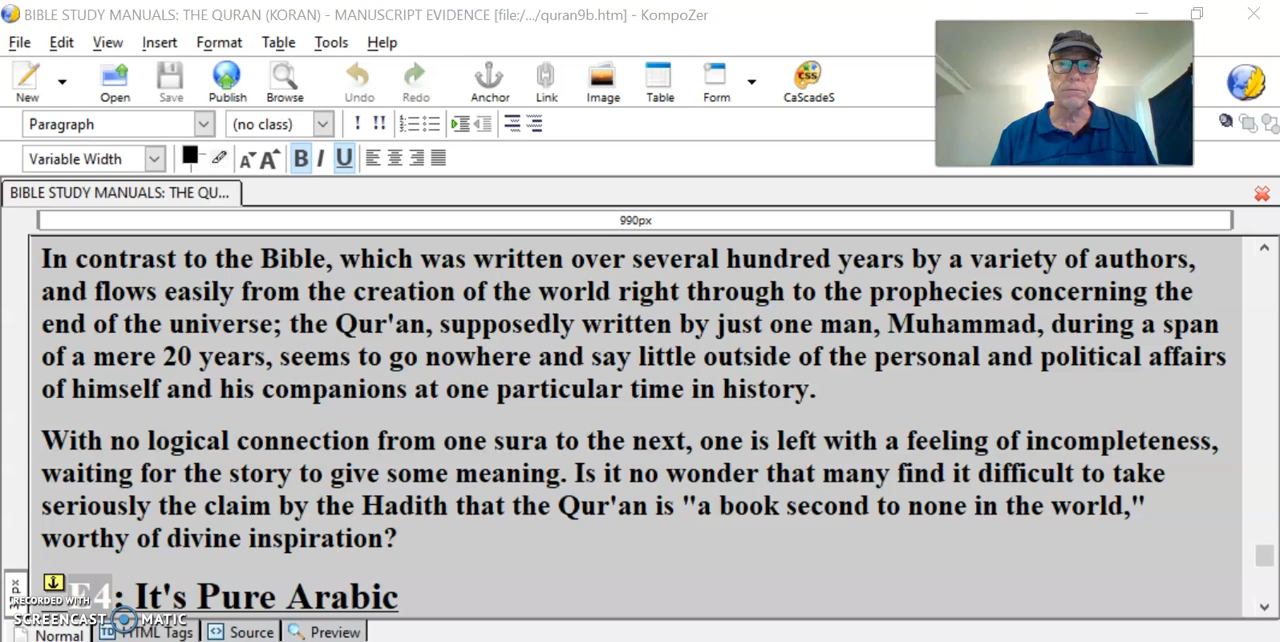 BIBLE STUDY MANUALS: THE QURAN (KORAN) - MANUSCRIPT EVIDENCE [file:/.../quran9b.htm] - KompoZer
File Edit View Insert Format Table Tools Help
New Open Save Publish Browse Undo Redo Anchor Link Image Table Form CaScadeS
Paragraph (no class) ! !!
Variable Width A A B I U
BIBLE STUDY MANUALS: THE QU...
990px
In contrast to the Bible, which was written over several hundred years by a variety of authors,
and flows easily from the creation of the world right through to the prophecies concerning the
end of the universe; the Qur'an, supposedly written by just one man, Muhammad, during a span
of a mere 20 years, seems to go nowhere and say little outside of the personal and political affairs
of himself and his companions at one particular time in history.
With no logical connection from one sura to the next, one is left with a feeling of incompleteness,
waiting for the story to give some meaning. Is it no wonder that many find it difficult to take
seriously the claim by the Hadith that the Qur'an is "a book second to none in the world,"
worthy of divine inspiration?
E4: It's Pure Arabic
RECORDED WITH
SCREENCAST MATIC
Normal HTML Tags Source Preview